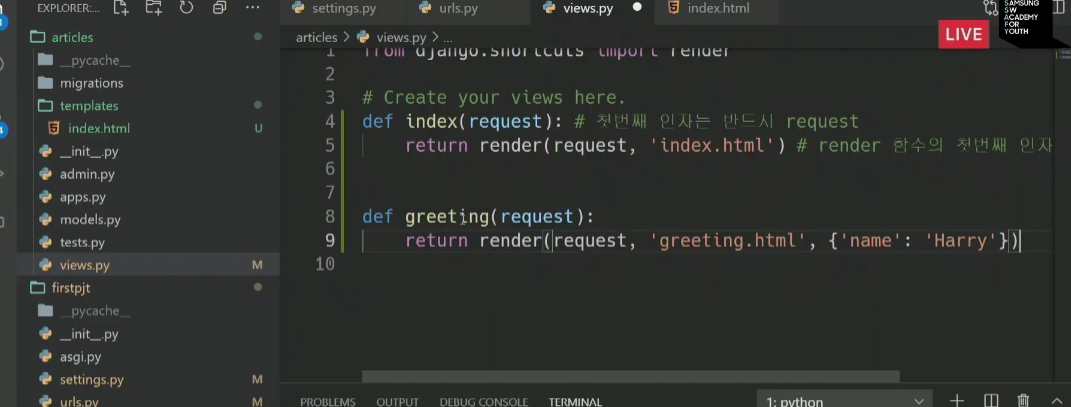 EXPLORER:...
settings.py
urls.py
views.py
index.html
SAMSUNG
SW
ACADEMY
FOR
YOUTH
LIVE
articles
__pycache__
migrations
templates
index.html U
__init__.py
admin.py
apps.py
models.py
tests.py
views.py M
firstpjt
__pycache__
__init__.py
asgi.py
settings.py M
urls.py M
articles > views.py > ...
1 from django.shortcuts import render
2
3 # Create your views here.
4 def index(request): # 첫번째 인자는 반드시 request
5 return render(request, 'index.html') # render 함수의 첫번째 인자
6
7
8 def greeting(request):
9 return render(request, 'greeting.html', {'name': 'Harry'})
10
PROBLEMS OUTPUT DEBUG CONSOLE TERMINAL 1: python